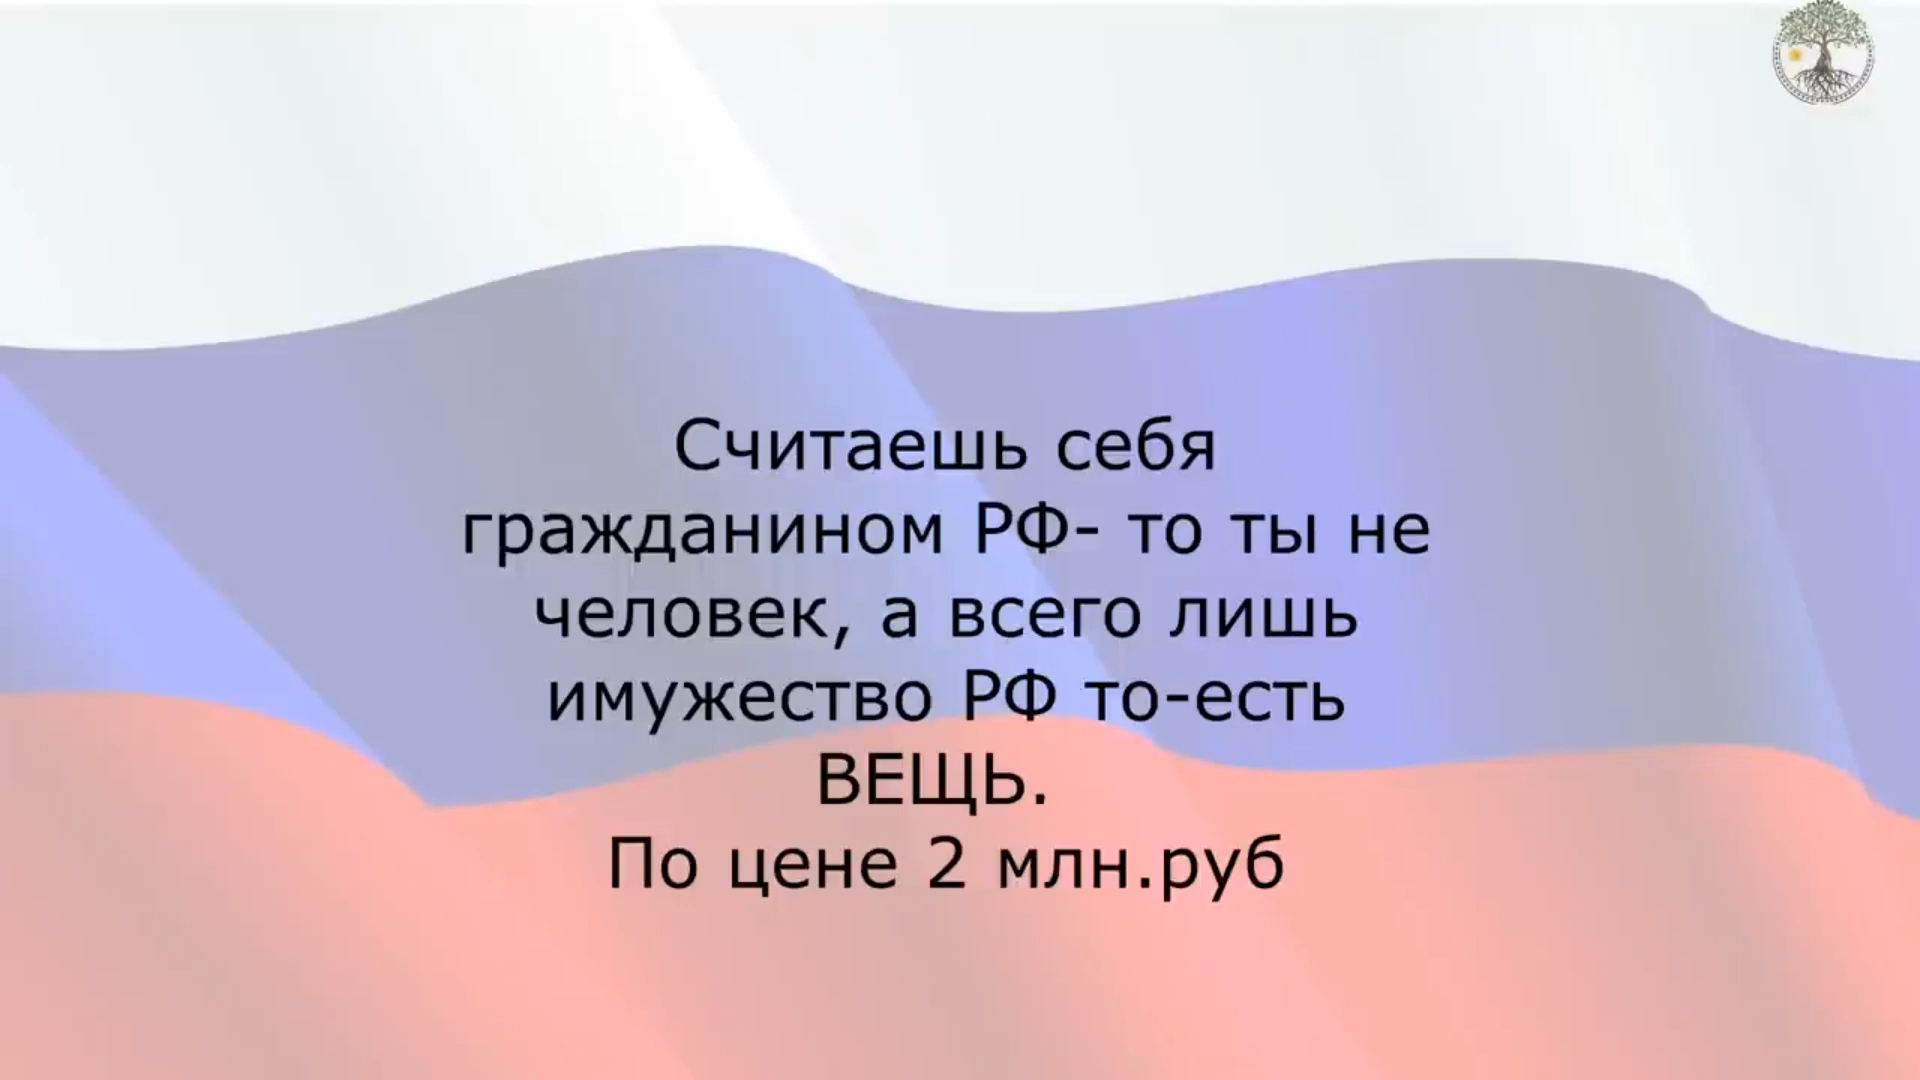 Считаешь себя
гражданином РФ- то ты не
человек, а всего лишь
имужество РФ то-есть
ВЕЩЬ.
По цене 2 млн.руб